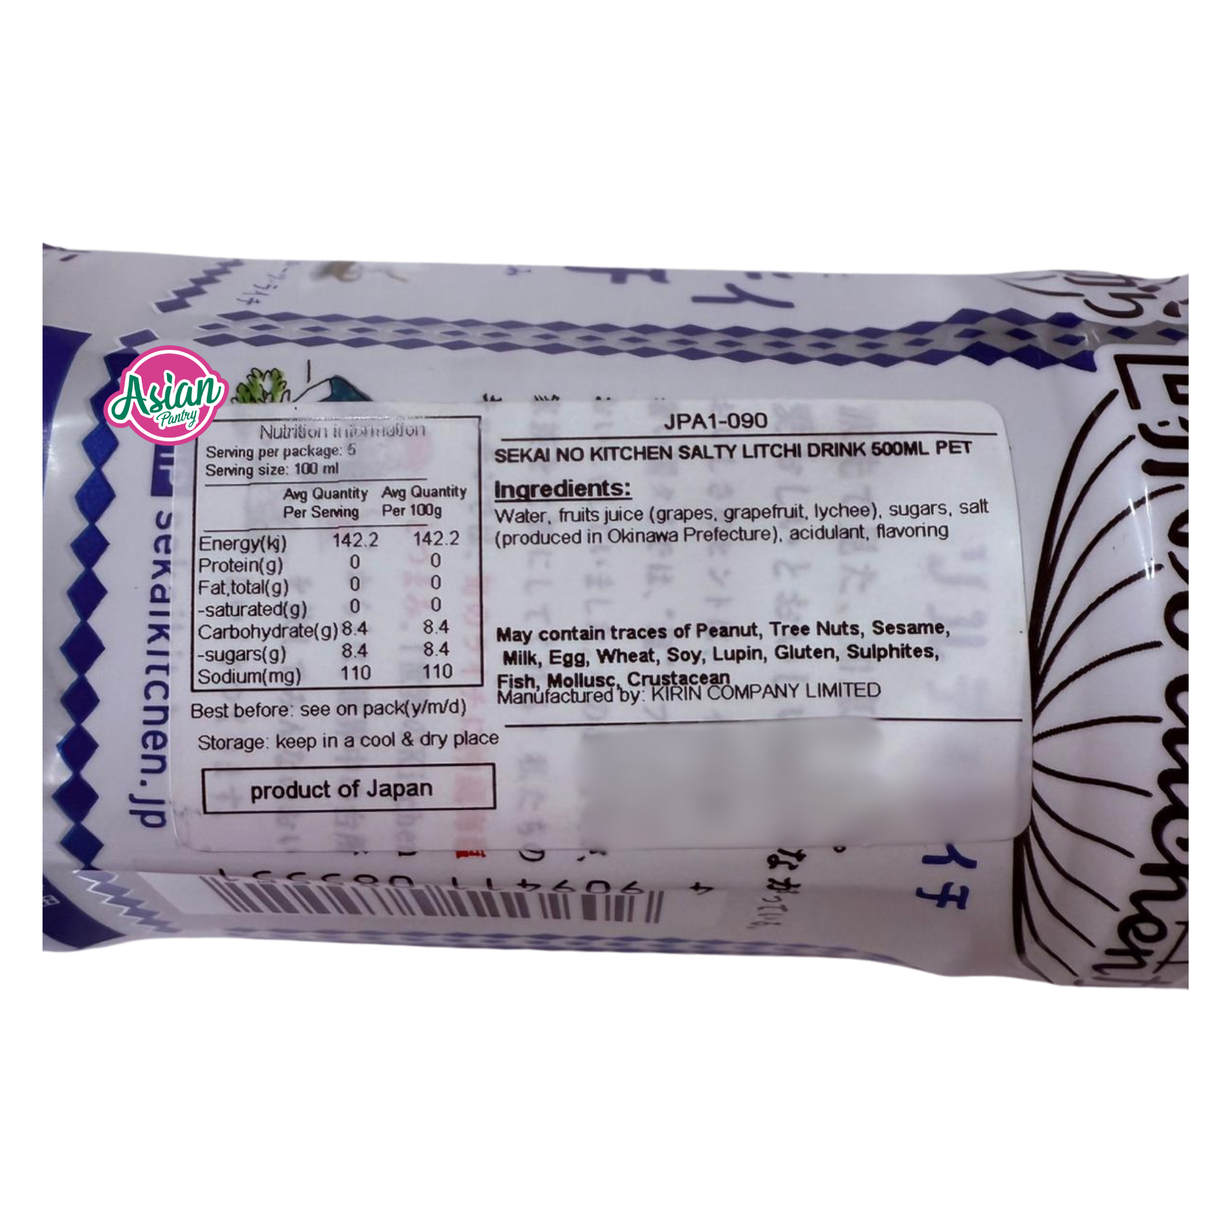 Asian
Pantry
Nutrition information
Serving per package: 5
Serving size: 100 ml
Avg Quantity Avg Quantity
Per Serving Per 100g
Energy(kj) 142.2 142.2
Protein(g) 0 0
Fat,total(g) 0 0
-saturated(g) 0 0
Carbohydrate(g) 8.4 8.4
-sugars(g) 8.4 8.4
Sodium(mg) 110 110
Best before: see on pack(y/m/d)
Storage: keep in a cool & dry place
product of Japan
JPA1-090
SEKAI NO KITCHEN SALTY LITCHI DRINK 500ML PET
Ingredients:
Water, fruits juice (grapes, grapefruit, lychee), sugars, salt
(produced in Okinawa Prefecture), acidulant, flavoring
May contain traces of Peanut, Tree Nuts, Sesame,
Milk, Egg, Wheat, Soy, Lupin, Gluten, Sulphites,
Fish, Mollusc, Crustacean
Manufactured by: KIRIN COMPANY LIMITED
sekaikitchen.jp